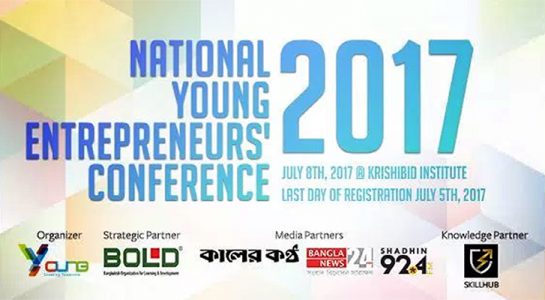 NATIONAL
YOUNG
ENTREPRENEURS'
CONFERENCE
2017
JULY 8TH, 2017 @ KRISHIBID INSTITUTE
LAST DAY OF REGISTRATION JULY 5TH, 2017
Organizer
Strategic Partner
Media Partners
Knowledge Partner
Young
BOLD
Bangladesh Organization for Learning & Development
কালের কণ্ঠ
BANGLA
NEWS 24
SHADHIN
92.4
SKILLHUB